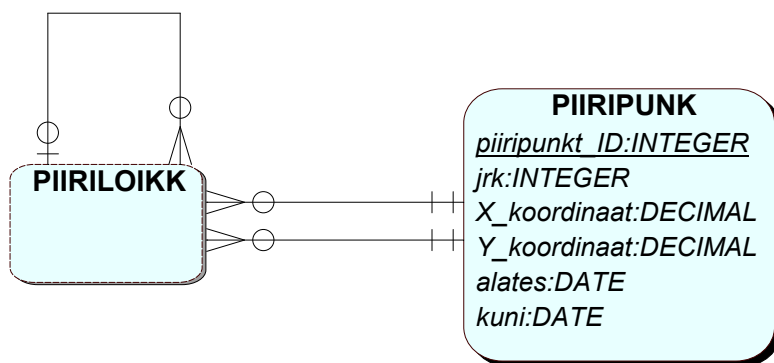 PIIRILOIKK
PIIRIPUNK
piiripunkt_ID:INTEGER
jrk:INTEGER
X_koordinaat:DECIMAL
Y_koordinaat:DECIMAL
alates:DATE
kuni:DATE